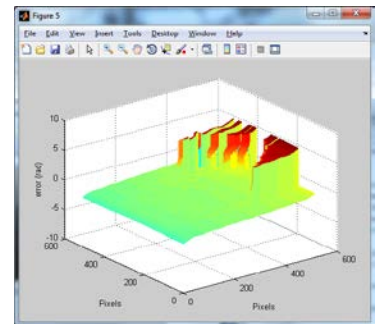 Figure 5
File Edit View Insert Tools Desktop Window Help
10
5
0
-5
-10
error (rad)
600
400
200
0
Pixels
0
200
400
600
Pixels